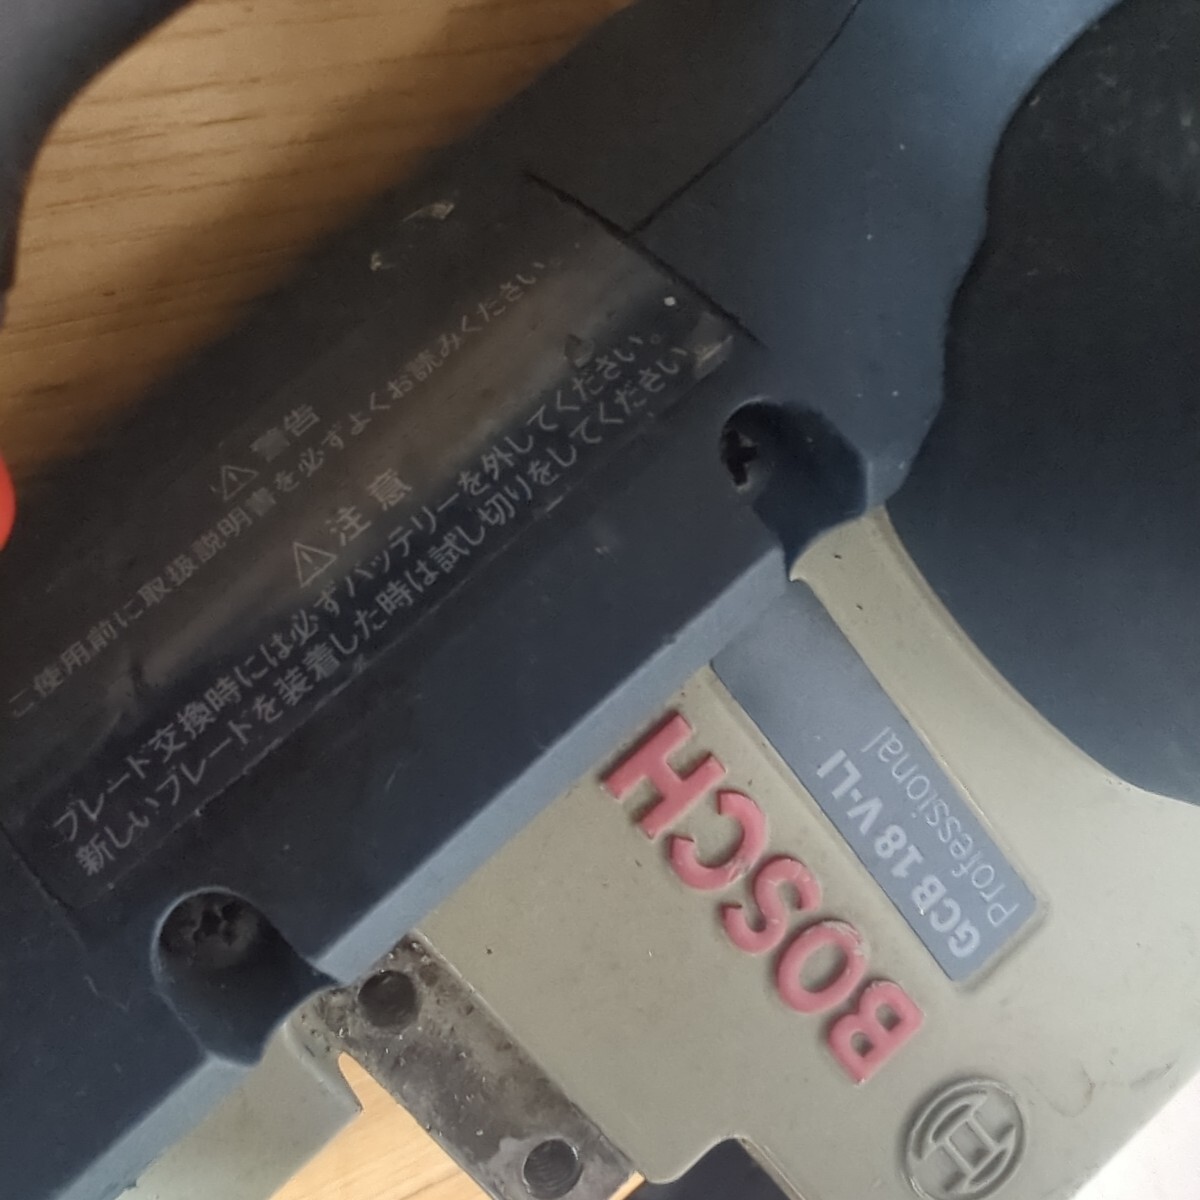 警告
ご使用前に取扱説明書を必ずよくお読みください。
注意
ブレード交換時には必ずバッテリーを外してください。
新しいブレードを装着した時は試し切りをしてください。
BOSCH
GCB 18 V-LI
Professional